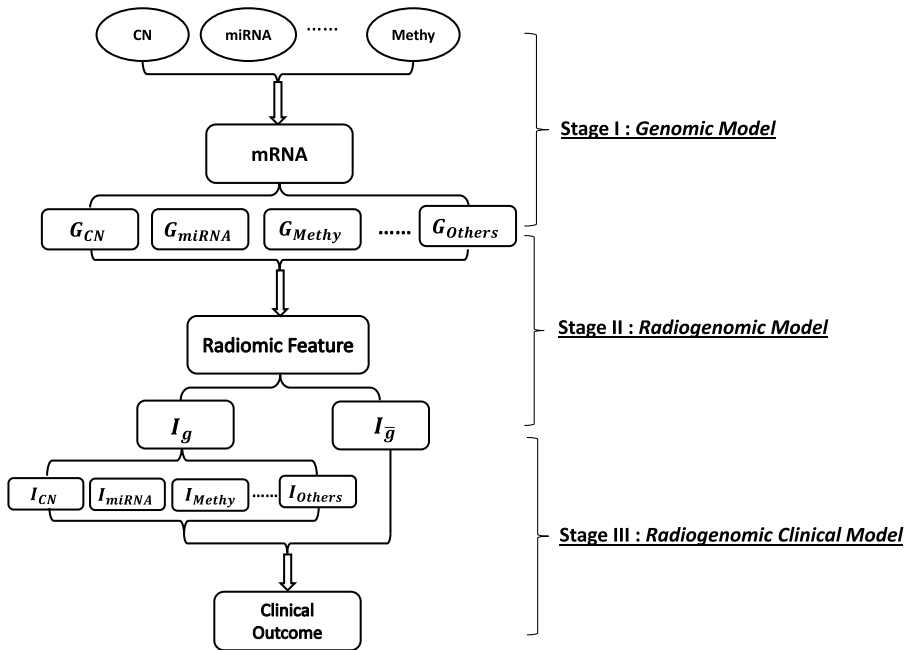 CN
miRNA
……
Methy
Stage I : Genomic Model
mRNA
G_CN
G_miRNA
G_Methy
……
G_Others
Stage II : Radiogenomic Model
Radiomic Feature
I_g
I_ḡ
I_CN
I_miRNA
I_Methy
……
I_Others
Stage III : Radiogenomic Clinical Model
Clinical
Outcome